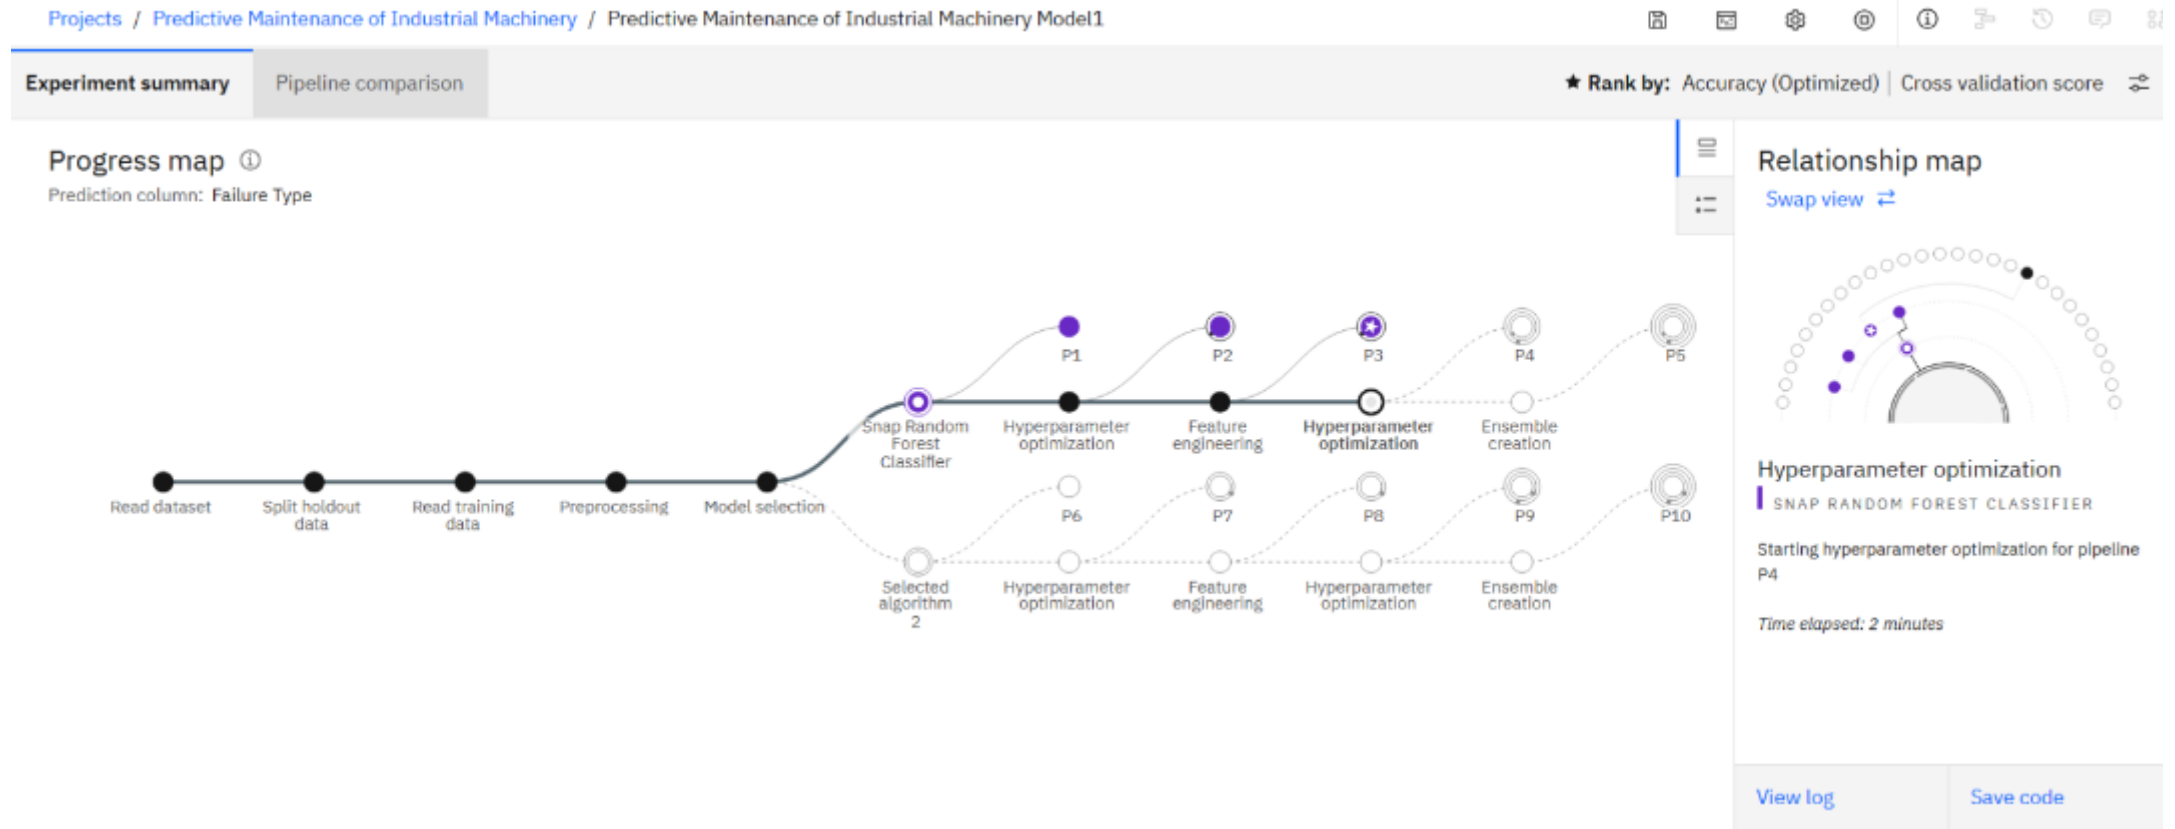 Projects / Predictive Maintenance of Industrial Machinery / Predictive Maintenance of Industrial Machinery Model1
Experiment summary
Pipeline comparison
★ Rank by: Accuracy (Optimized) | Cross validation score
Progress map
Prediction column: Failure Type
P1
P2
P3
P4
P5
Snap Random
Forest
Classifier
Hyperparameter
optimization
Feature
engineering
Hyperparameter
optimization
Ensemble
creation
Read dataset
Split holdout
data
Read training
data
Preprocessing
Model selection
P6
P7
P8
P9
P10
Selected
algorithm
2
Hyperparameter
optimization
Feature
engineering
Hyperparameter
optimization
Ensemble
creation
Relationship map
Swap view
Hyperparameter optimization
SNAP RANDOM FOREST CLASSIFIER
Starting hyperparameter optimization for pipeline
P4
Time elapsed: 2 minutes
View log
Save code